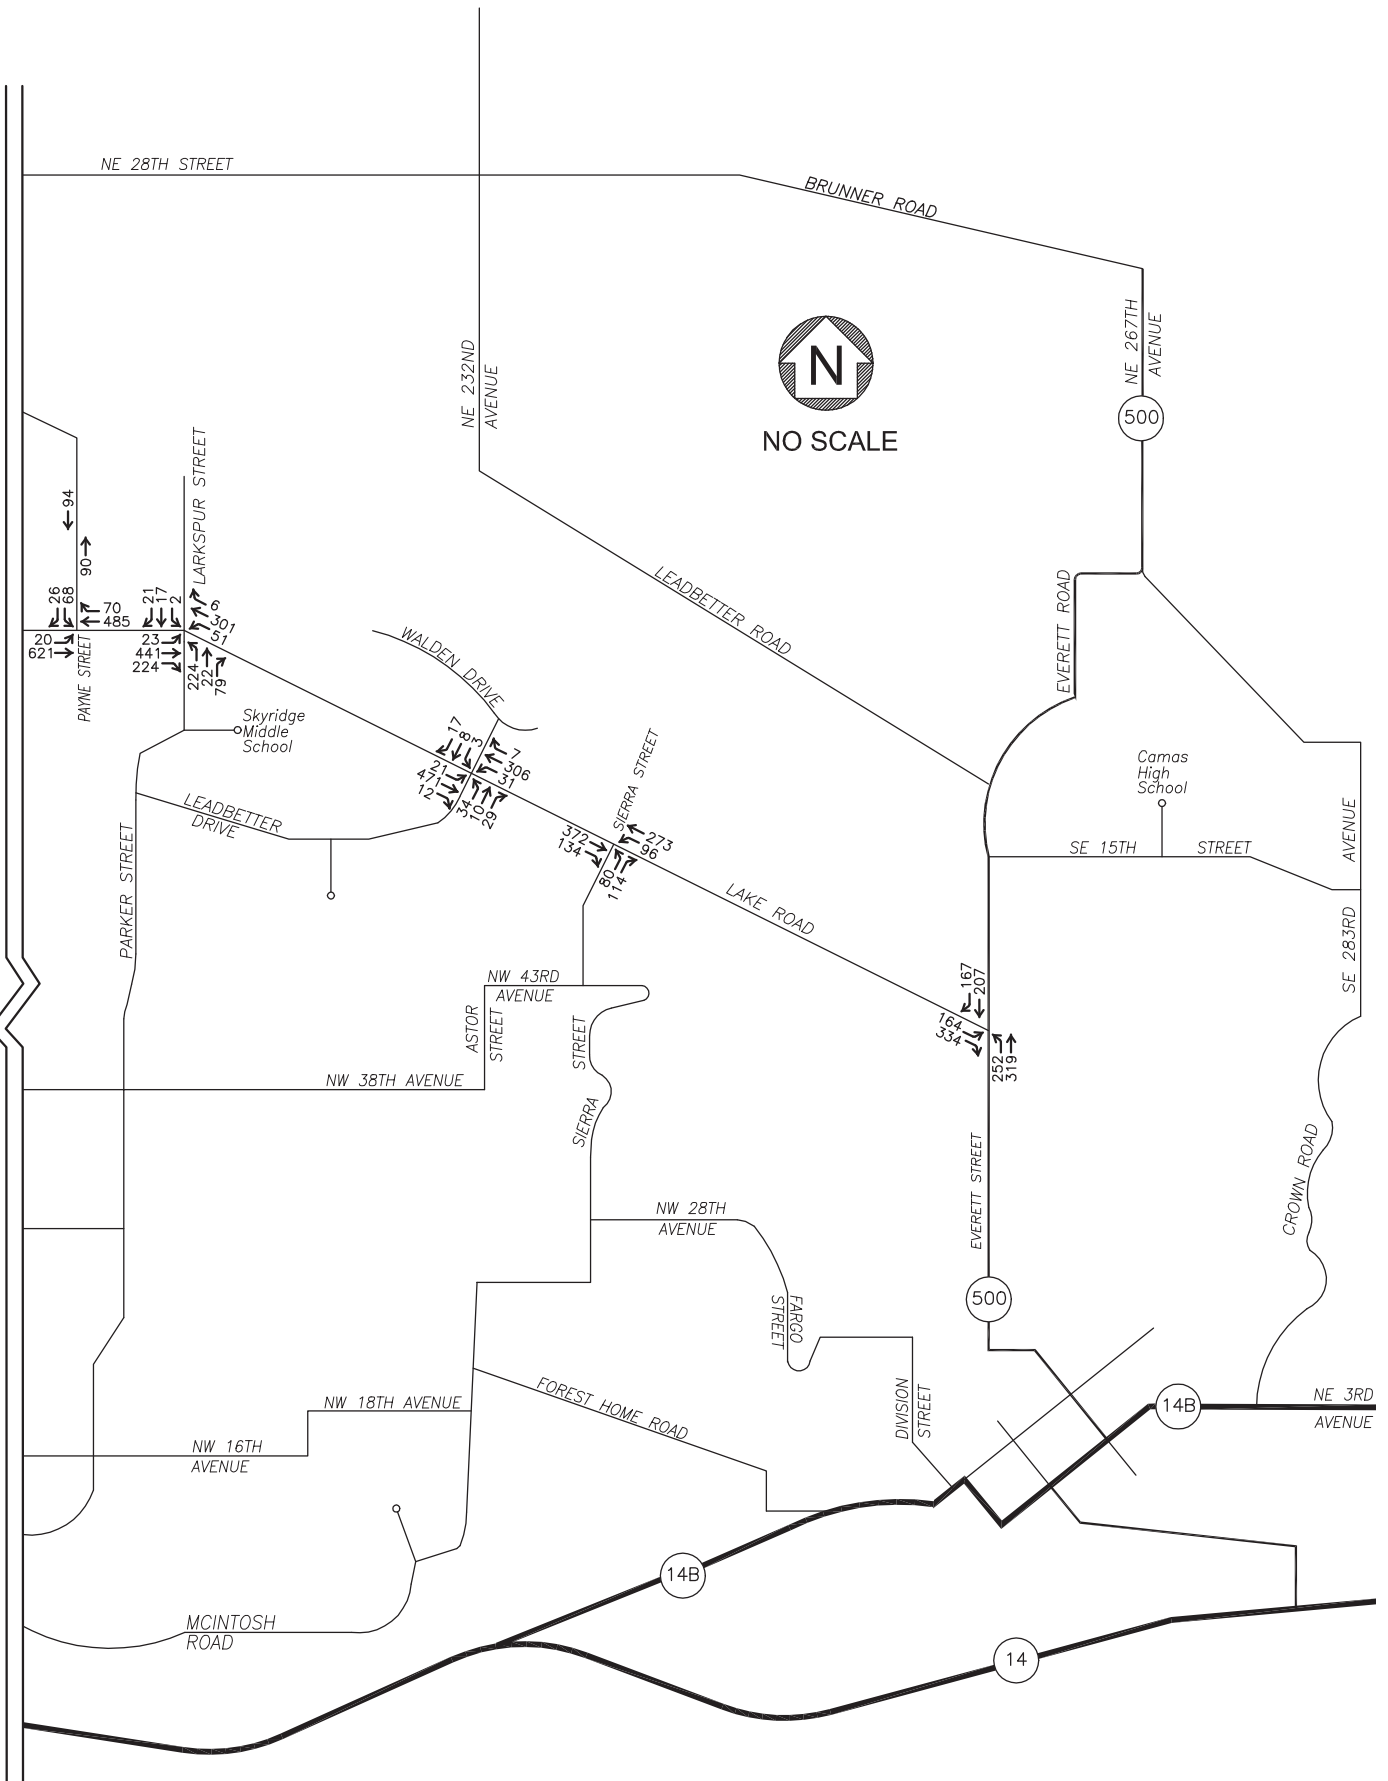 NE 28TH STREET
BRUNNER ROAD
NE 267TH
AVENUE
500
NE 232ND
AVENUE
N
NO SCALE
LARKSPUR STREET
94
90
26
68
70
485
20
621
PAYNE STREET
21
17
2
6
301
51
23
441
224
224
22
79
Skyridge
Middle
School
WALDEN DRIVE
LEADBETTER ROAD
EVERETT ROAD
17
8
3
7
306
31
21
471
12
34
10
29
SIERRA STREET
372
134
273
96
80
114
LEADBETTER
DRIVE
PARKER STREET
LAKE ROAD
Camas
High
School
SE 15TH STREET
AVENUE
SE 283RD
167
207
164
334
252
319
NW 43RD
AVENUE
ASTOR
STREET
STREET
SIERRA
NW 38TH AVENUE
EVERETT STREET
CROWN ROAD
NW 28TH
AVENUE
FARGO
STREET
500
DIVISION
STREET
NW 18TH AVENUE
FOREST HOME ROAD
NW 16TH
AVENUE
14B
NE 3RD
AVENUE
14B
MCINTOSH
ROAD
14